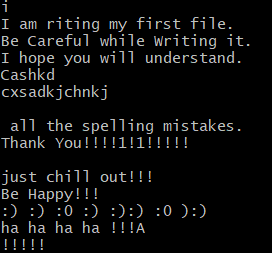 i
I am riting my first file.
Be Careful while Writing it.
I hope you will understand.
Cashkd
cxsadkjchnkj
all the spelling mistakes.
Thank You!!!!1!1!!!!!
just chill out!!!
Be Happy!!!
:) :) :0 :) :):) :0 ):)
ha ha ha ha !!!A
!!!!!